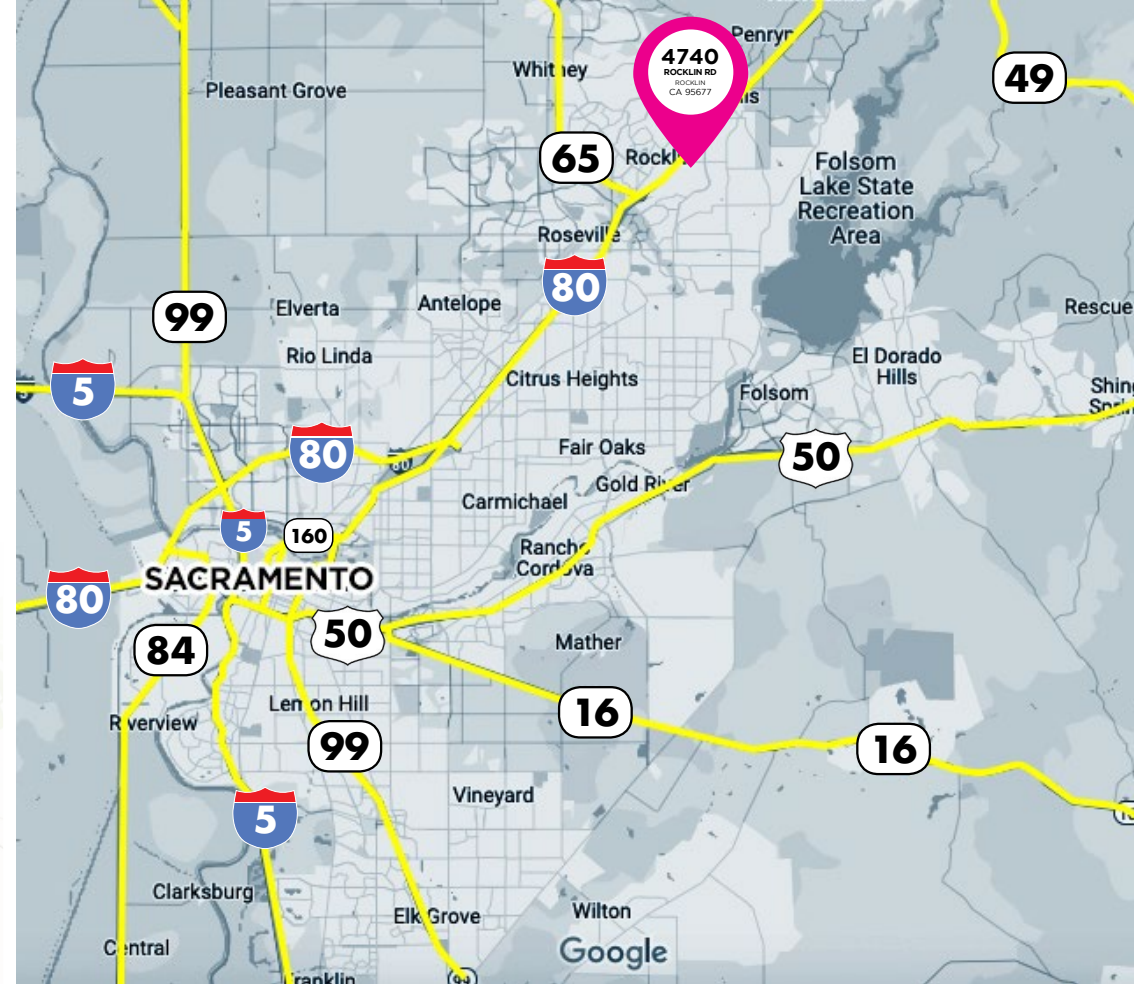 Penryn
4740
ROCKLIN RD
ROCKLIN
CA 95677
Whitney
49
Pleasant Grove
65
Folsom
Lake State
Recreation
Area
Roseville
80
99
Elverta
Antelope
Rescue
Rio Linda
El Dorado
Hills
5
Citrus Heights
Folsom
Fair Oaks
80
80
50
Gold River
Carmichael
5
160
Rancho
Cordova
SACRAMENTO
80
50
Mather
84
Lemon Hill
16
Riverview
99
16
Vineyard
5
Clarksburg
Elk Grove
Wilton
Central
Google
Franklin
99